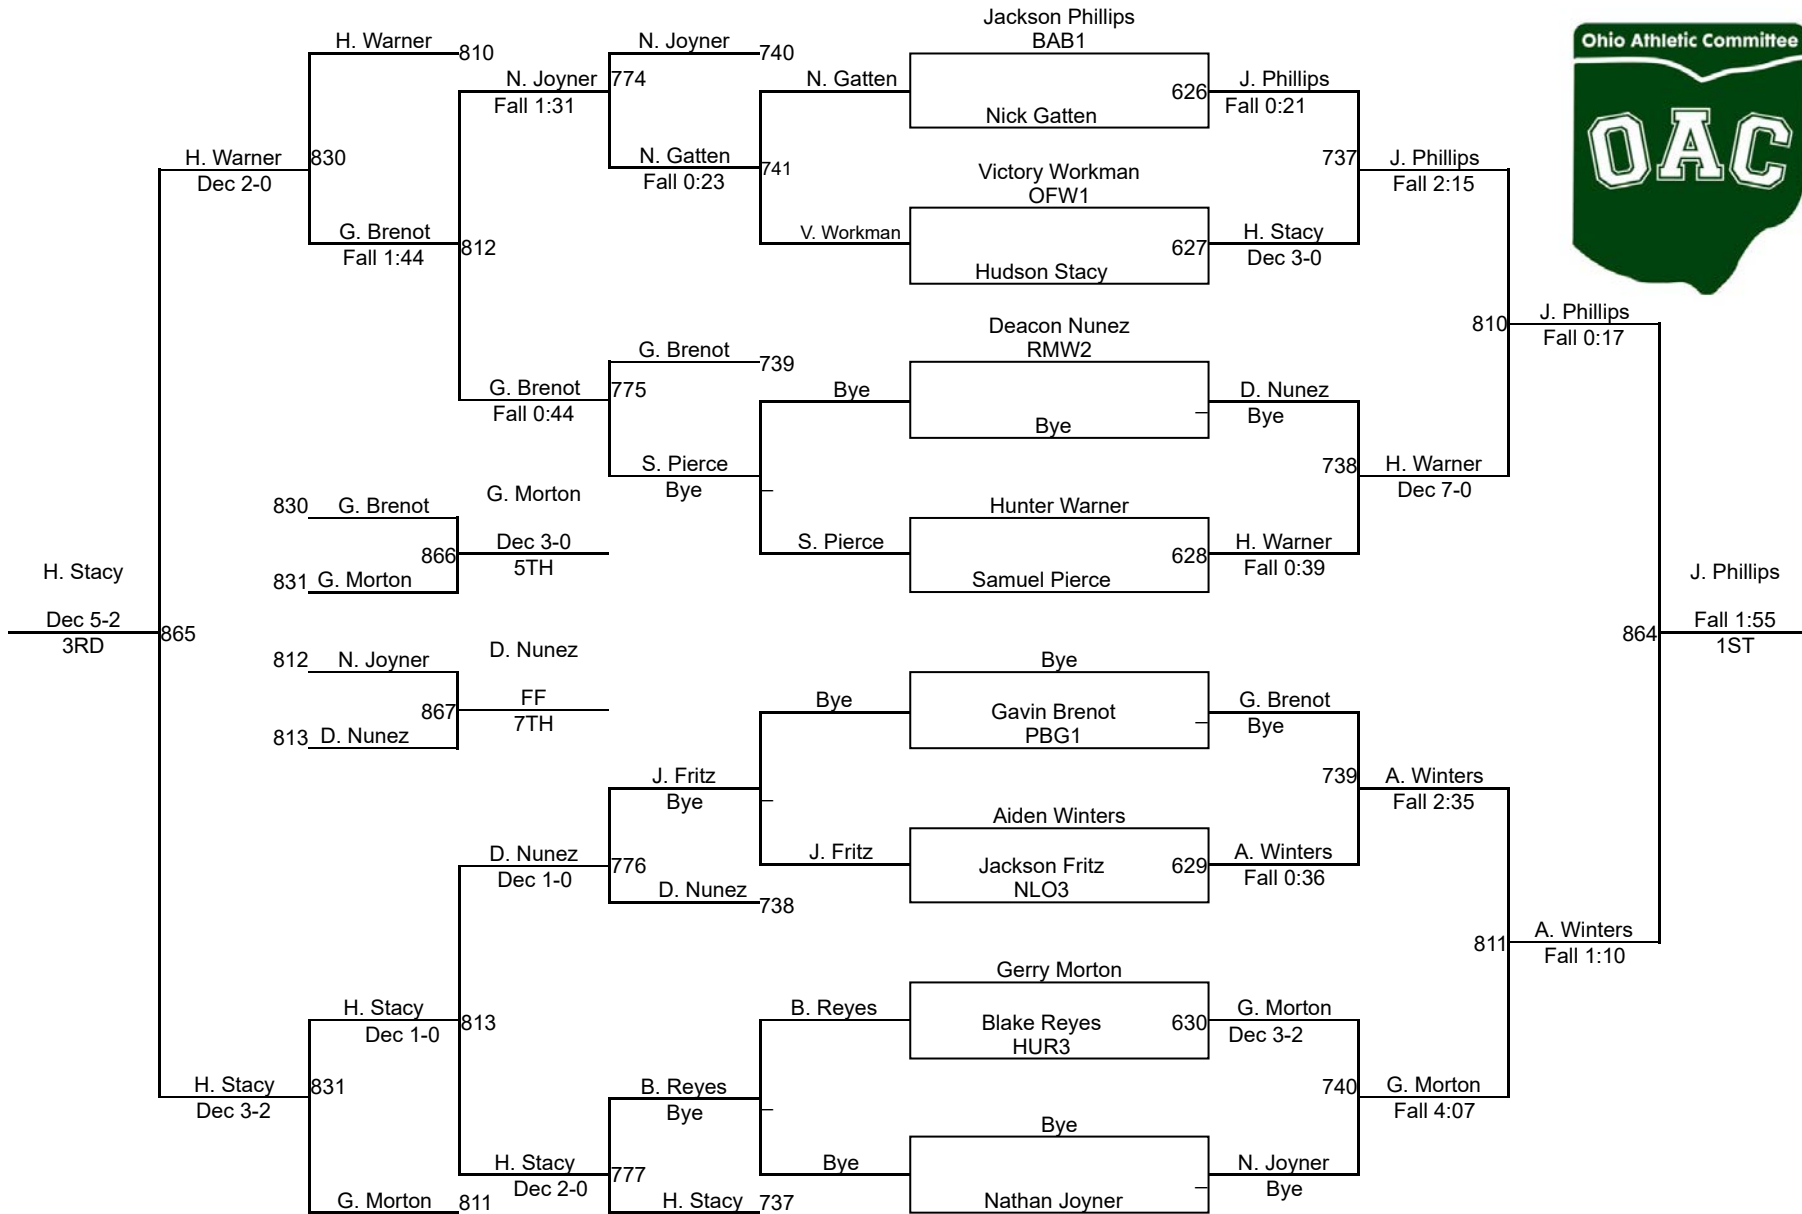 Jackson Phillips
H. Warner
N. Joyner
BAB1
Ohio Athletic Committee
810
740
N. Joyner
774
N. Gatten
J. Phillips
Fall 1:31
626
Fall 0:21
Nick Gatten
OAC
H. Warner
830
N. Gatten
737
J. Phillips
Dec 2-0
Fall 0:23
741
Victory Workman
Fall 2:15
OFW1
G. Brenot
V. Workman
H. Stacy
Fall 1:44
812
627
Dec 3-0
Hudson Stacy
J. Phillips
810
Deacon Nunez
Fall 0:17
G. Brenot
RMW2
739
G. Brenot
775
Bye
D. Nunez
Fall 0:44
Bye
Bye
S. Pierce
738
H. Warner
Bye
Dec 7-0
G. Morton
830
G. Brenot
Hunter Warner
Dec 3-0
S. Pierce
H. Warner
866
628
Fall 0:39
5TH
H. Stacy
831
G. Morton
Samuel Pierce
J. Phillips
Dec 5-2
Fall 1:55
865
864
3RD
1ST
D. Nunez
812
N. Joyner
Bye
FF
Bye
G. Brenot
867
Gavin Brenot
7TH
Bye
813
D. Nunez
PBG1
J. Fritz
739
A. Winters
Bye
Fall 2:35
Aiden Winters
D. Nunez
J. Fritz
A. Winters
776
Jackson Fritz
629
Dec 1-0
Fall 0:36
D. Nunez
NLO3
738
A. Winters
811
Fall 1:10
Gerry Morton
H. Stacy
B. Reyes
G. Morton
813
Blake Reyes
630
Dec 1-0
Dec 3-2
HUR3
H. Stacy
831
B. Reyes
740
G. Morton
Dec 3-2
Bye
Fall 4:07
Bye
H. Stacy
777
Bye
N. Joyner
Dec 2-0
Bye
G. Morton
811
H. Stacy
737
Nathan Joyner